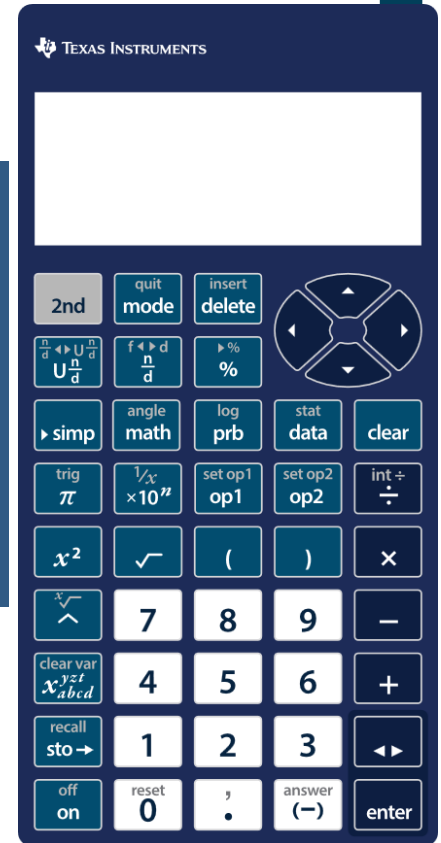 TEXAS INSTRUMENTS
quit insert
2nd mode delete
n/d ◂▸ U n/d f ◂▸ d ▸%
U n/d n/d %
angle log stat
▸ simp math prb data clear
trig 1/x set op1 set op2 int ÷
π ×10ⁿ op1 op2 ÷
x² √ ( ) ×
ˣ√
^ 7 8 9 −
clear var
x yzt abcd 4 5 6 +
recall
sto→ 1 2 3 ◂▸
off reset , answer
on 0 . (−) enter